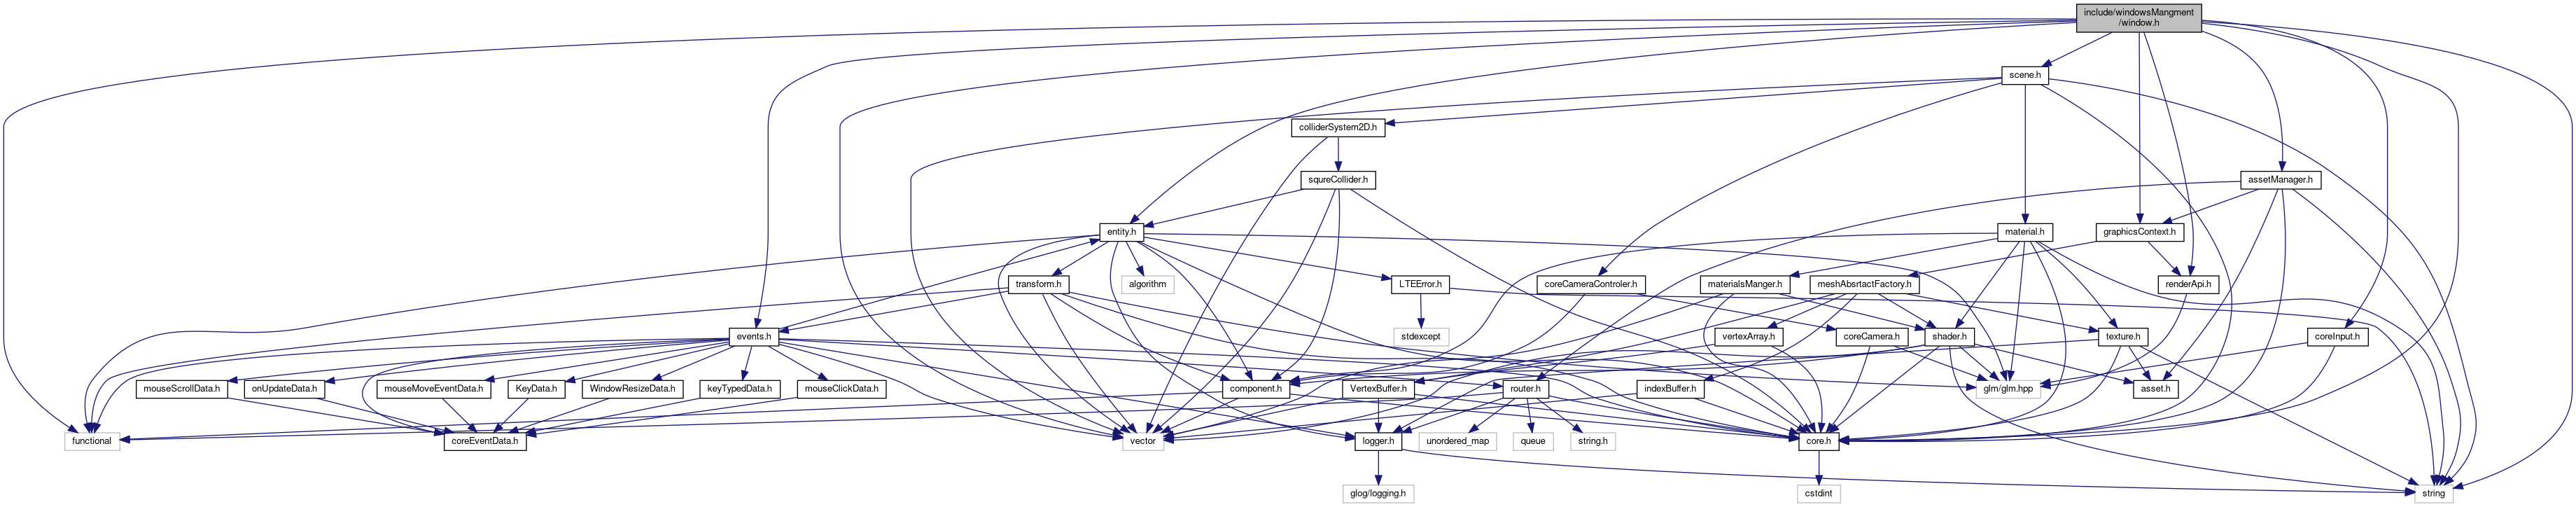 include/windowsMangment
/window.h
scene.h
colliderSystem2D.h
squreCollider.h
assetManager.h
entity.h
material.h
graphicsContext.h
transform.h
algorithm
LTEError.h
coreCameraControler.h
materialsManger.h
meshAbsrtactFactory.h
renderApi.h
events.h
stdexcept
vertexArray.h
coreCamera.h
shader.h
texture.h
coreInput.h
mouseScrollData.h
onUpdateData.h
mouseMoveEventData.h
KeyData.h
WindowResizeData.h
keyTypedData.h
mouseClickData.h
component.h
VertexBuffer.h
router.h
indexBuffer.h
glm/glm.hpp
asset.h
functional
coreEventData.h
vector
logger.h
unordered_map
queue
string.h
core.h
glog/logging.h
cstdint
string